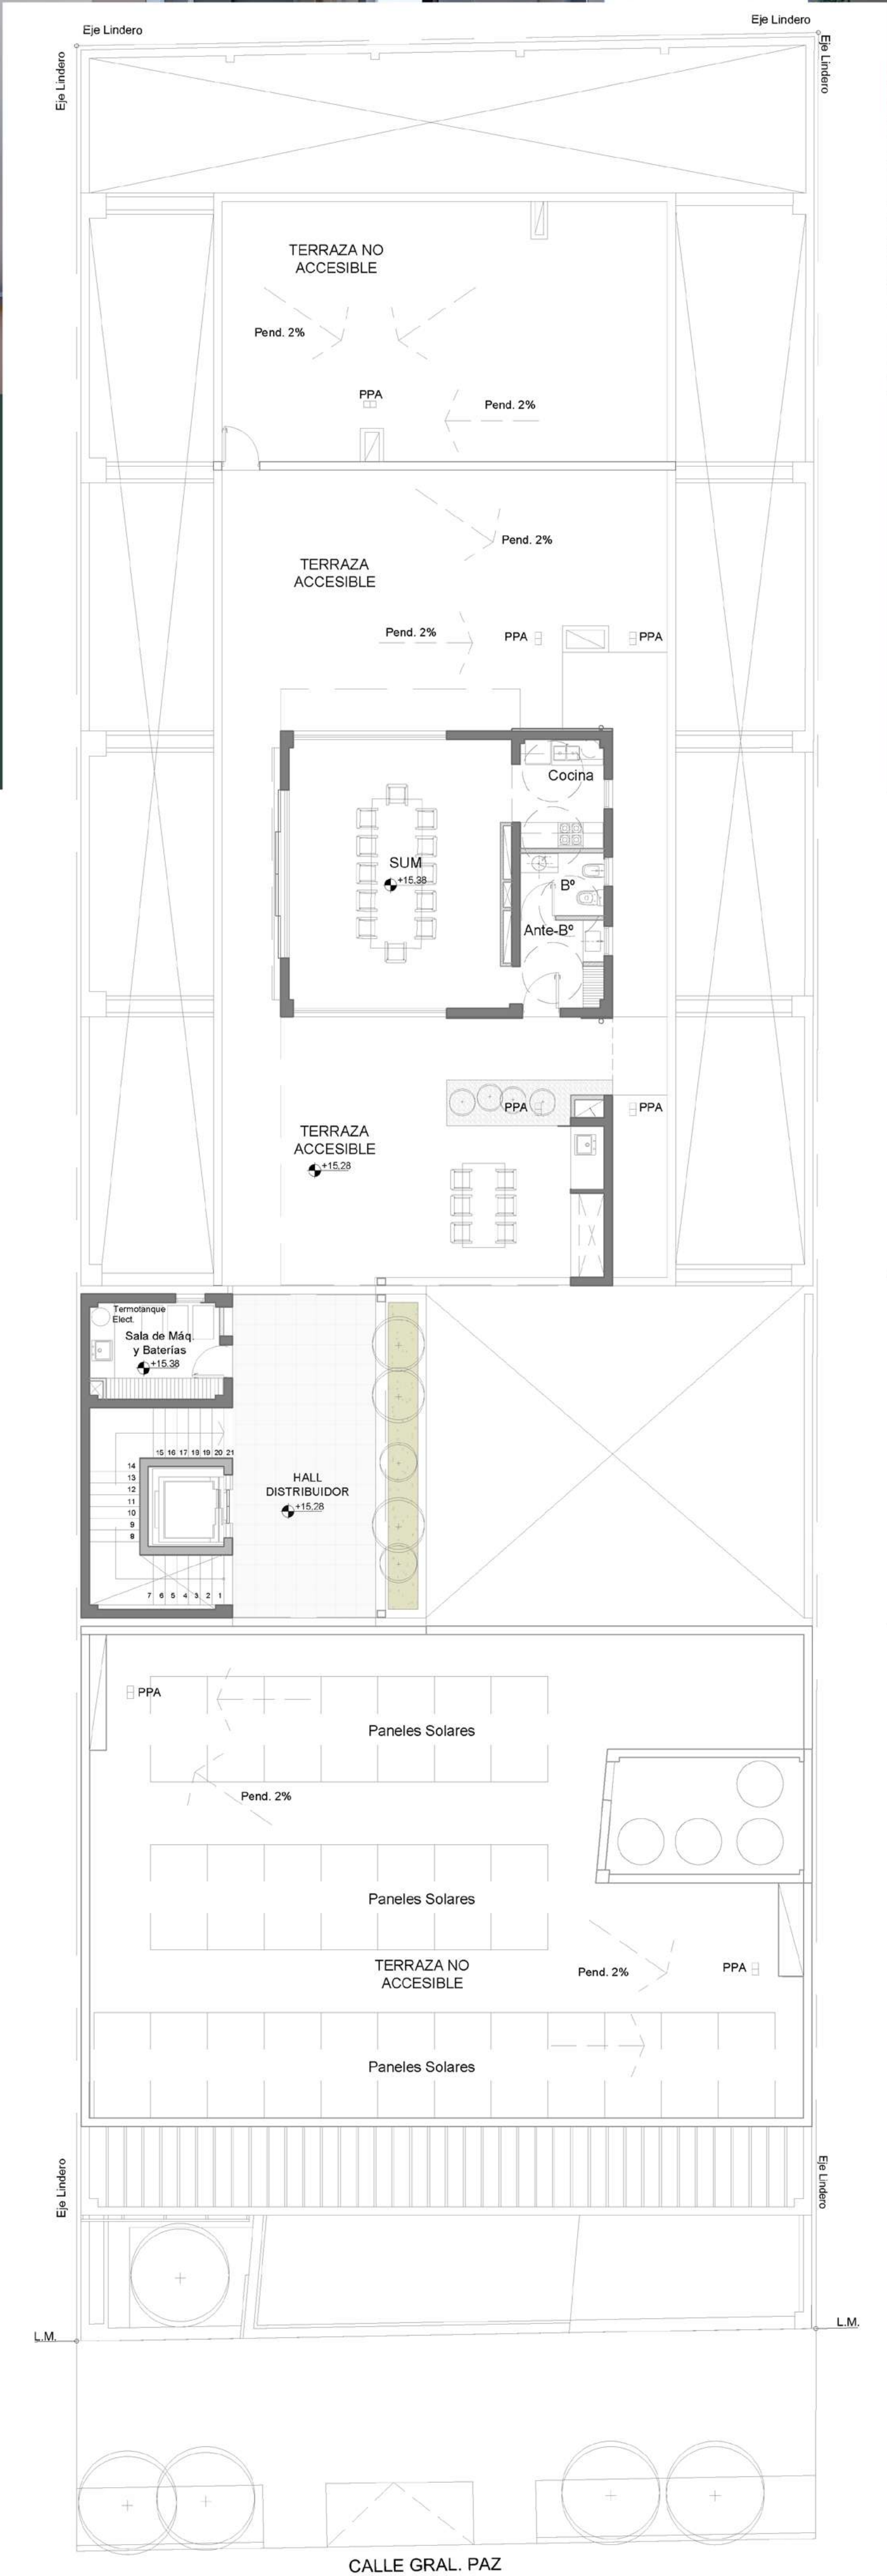 Eje Lindero
Eje Lindero
Eje Lindero
Eje Lindero
TERRAZA NO
ACCESIBLE
Pend. 2%
PPA
Pend. 2%
Pend. 2%
TERRAZA
ACCESIBLE
Pend. 2%
PPA
PPA
Cocina
SUM
+15.38
Bº
Ante-Bº
PPA
PPA
TERRAZA
ACCESIBLE
+15.28
Termotanque
Elect.
Sala de Máq.
y Baterías
+15.38
15 16 17 18 19 20 21
14
13
12
11
10
9
8
HALL
DISTRIBUIDOR
+15.28
7 6 5 4 3 2 1
PPA
Paneles Solares
Pend. 2%
Paneles Solares
TERRAZA NO
ACCESIBLE
Pend. 2%
PPA
Paneles Solares
Eje Lindero
Eje Lindero
L.M.
L.M.
CALLE GRAL. PAZ